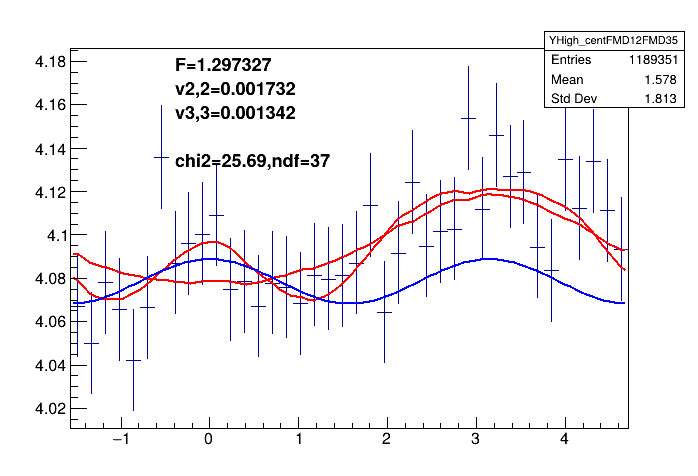 YHigh_centFMD12FMD35
Entries 1189351
Mean 1.578
Std Dev 1.813
F=1.297327
v2,2=0.001732
v3,3=0.001342
chi2=25.69,ndf=37
4.18
4.16
4.14
4.12
4.1
4.08
4.06
4.04
4.02
−1 0 1 2 3 4